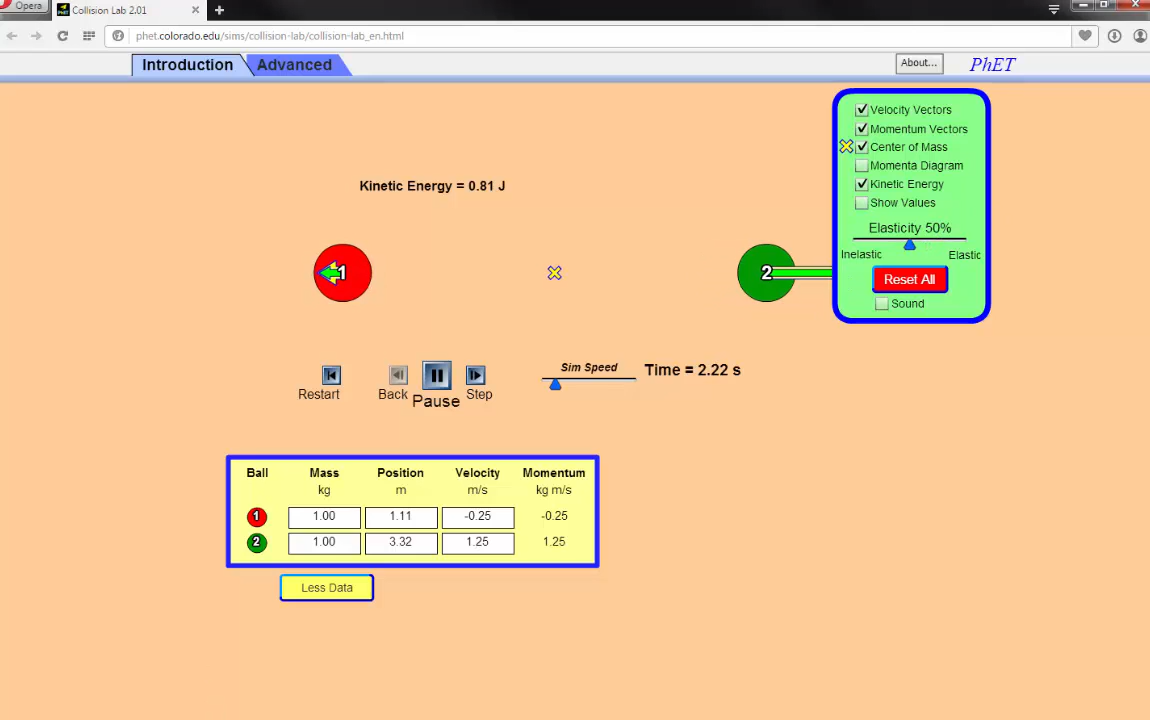 Opera
Collision Lab 2.01
phet.colorado.edu/sims/collision-lab/collision-lab_en.html
Introduction
Advanced
About...
PhET
Velocity Vectors
Momentum Vectors
Center of Mass
Momenta Diagram
Kinetic Energy
Show Values
Elasticity 50%
Inelastic
Elastic
Reset All
Sound
Kinetic Energy = 0.81 J
1
2
Restart
Back
Pause
Step
Sim Speed
Time = 2.22 s
Ball Mass Position Velocity Momentum
kg m m/s kg m/s
1 1.00 1.11 -0.25 -0.25
2 1.00 3.32 1.25 1.25
Less Data